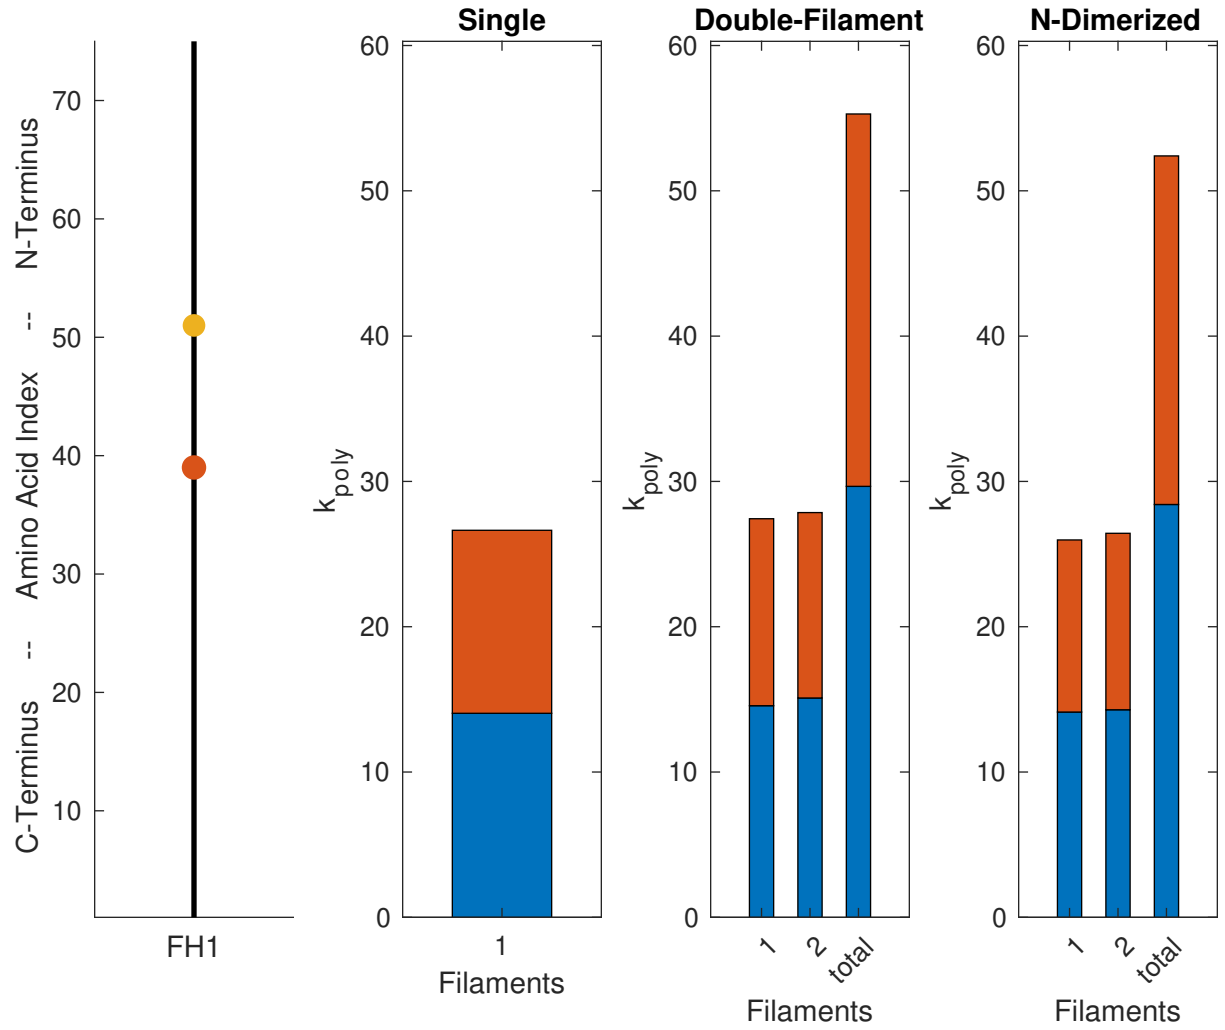 Single
Double-Filament
N-Dimerized
C-Terminus -- Amino Acid Index -- N-Terminus
70
60
50
40
30
20
10
FH1
k_poly
60
50
40
30
20
10
0
1
Filaments
k_poly
60
50
40
30
20
10
0
1
2
total
Filaments
k_poly
60
50
40
30
20
10
0
1
2
total
Filaments